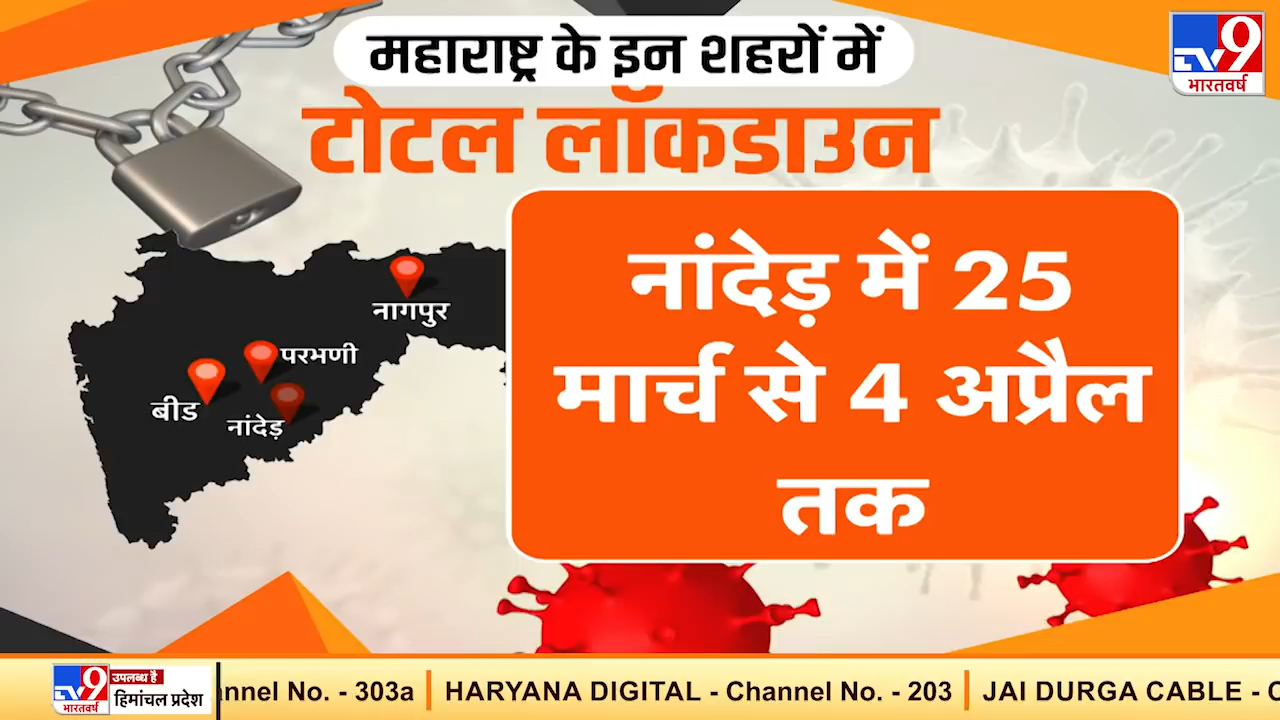 महाराष्ट्र के इन शहरों में
TV9
भारतवर्ष
टोटल लॉकडाउन
नांदेड़ में 25
मार्च से 4 अप्रैल
तक
नागपुर
परभणी
बीड
नांदेड़
TV9
भारतवर्ष
उपलब्ध है
हिमांचल प्रदेश
nnel No. - 303a | HARYANA DIGITAL - Channel No. - 203 | JAI DURGA CABLE - C